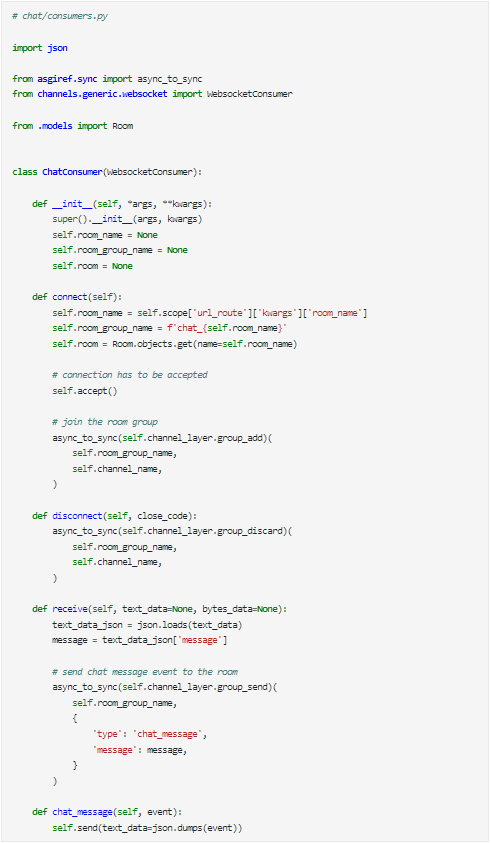 # chat/consumers.py
import json
from asgiref.sync import async_to_sync
from channels.generic.websocket import WebsocketConsumer
from .models import Room
class ChatConsumer(WebsocketConsumer):
    def __init__(self, *args, **kwargs):
        super().__init__(args, kwargs)
        self.room_name = None
        self.room_group_name = None
        self.room = None
    def connect(self):
        self.room_name = self.scope['url_route']['kwargs']['room_name']
        self.room_group_name = f'chat_{self.room_name}'
        self.room = Room.objects.get(name=self.room_name)
        # connection has to be accepted
        self.accept()
        # join the room group
        async_to_sync(self.channel_layer.group_add)(
            self.room_group_name,
            self.channel_name,
        )
    def disconnect(self, close_code):
        async_to_sync(self.channel_layer.group_discard)(
            self.room_group_name,
            self.channel_name,
        )
    def receive(self, text_data=None, bytes_data=None):
        text_data_json = json.loads(text_data)
        message = text_data_json['message']
        # send chat message event to the room
        async_to_sync(self.channel_layer.group_send)(
            self.room_group_name,
            {
                'type': 'chat_message',
                'message': message,
            }
        )
    def chat_message(self, event):
        self.send(text_data=json.dumps(event))